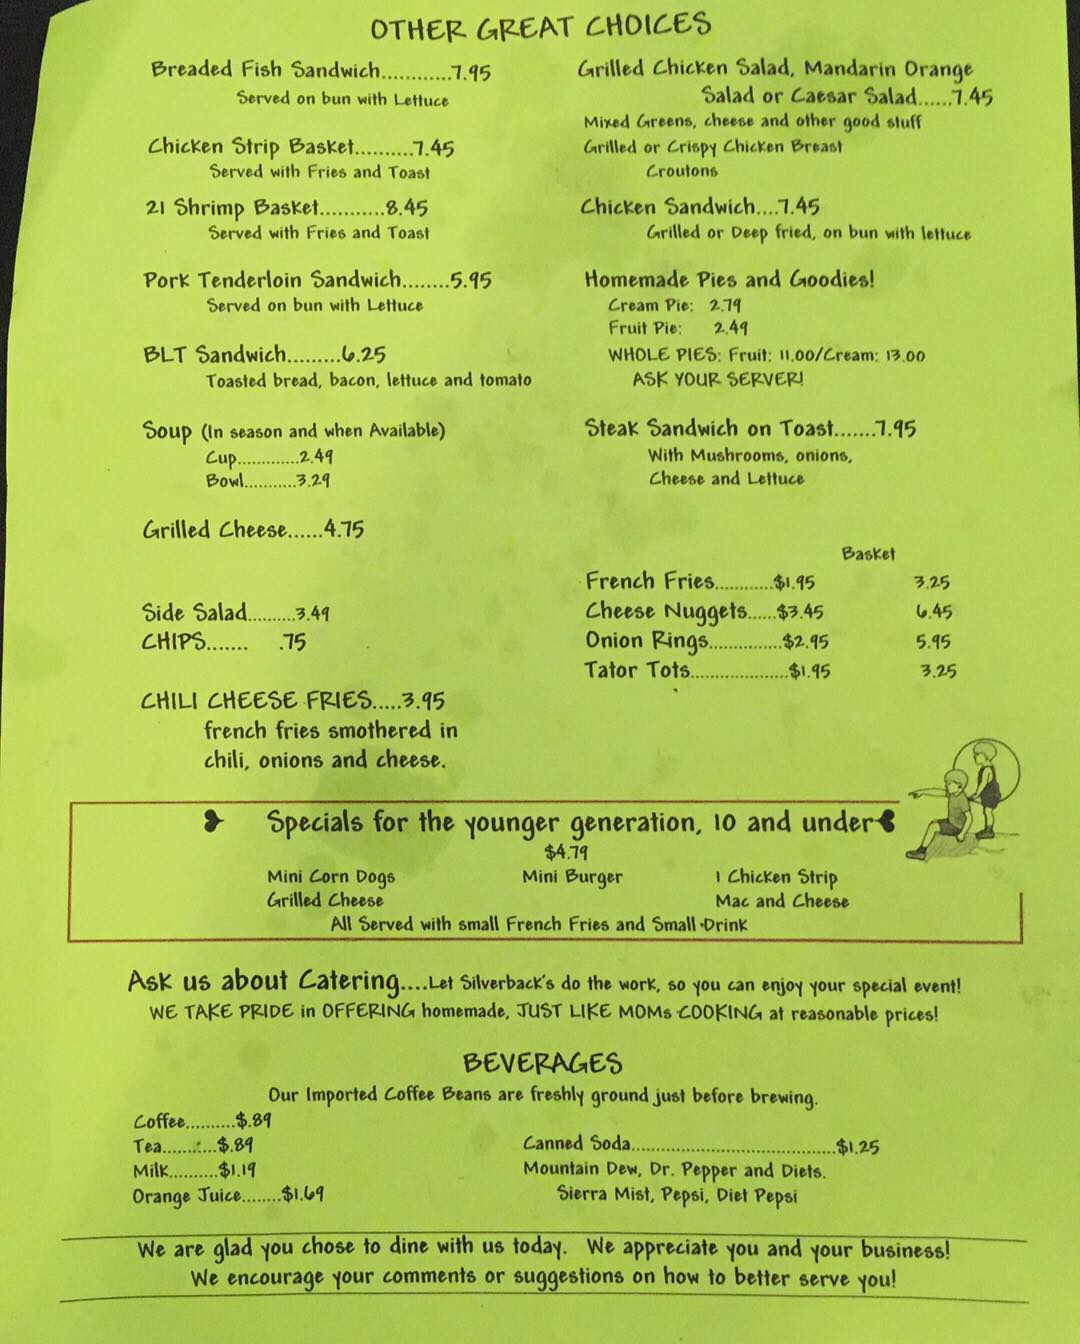 OTHER GREAT CHOICES
Breaded Fish Sandwich............7.95
Served on bun with Lettuce
Chicken Strip Basket..........7.45
Served with Fries and Toast
21 Shrimp Basket...........8.45
Served with Fries and Toast
Pork Tenderloin Sandwich........5.95
Served on bun with Lettuce
BLT Sandwich.........6.25
Toasted bread, bacon, lettuce and tomato
Soup (In season and when Available)
Cup.............2.49
Bowl...........3.29
Grilled Cheese......4.75
Side Salad..........3.49
CHIPS....... .75
CHILI CHEESE FRIES.....3.95
french fries smothered in
chili, onions and cheese.
Grilled Chicken Salad, Mandarin Orange
Salad or Caesar Salad......7.45
Mixed Greens, cheese and other good stuff
Grilled or Crispy Chicken Breast
Croutons
Chicken Sandwich....7.45
Grilled or Deep fried, on bun with lettuce
Homemade Pies and Goodies!
Cream Pie: 2.79
Fruit Pie: 2.49
WHOLE PIES: Fruit: 11.00/Cream: 13.00
ASK YOUR SERVER!
Steak Sandwich on Toast.......7.95
With Mushrooms, onions,
Cheese and Lettuce
Basket
French Fries............$1.95 3.25
Cheese Nuggets......$3.45 6.45
Onion Rings................$2.95 5.95
Tator Tots.....................$1.95 3.25
Specials for the younger generation, 10 and under
$4.79
Mini Corn Dogs Mini Burger 1 Chicken Strip
Grilled Cheese Mac and Cheese
All Served with small French Fries and Small Drink
Ask us about Catering....Let Silverback's do the work, so you can enjoy your special event!
WE TAKE PRIDE in OFFERING homemade, JUST LIKE MOMs COOKING at reasonable prices!
BEVERAGES
Our Imported Coffee Beans are freshly ground just before brewing.
Coffee..........$.89
Tea...........$.89
Milk..........$1.19
Orange Juice........$1.69
Canned Soda.........................................$1.25
Mountain Dew, Dr. Pepper and Diets.
Sierra Mist, Pepsi, Diet Pepsi
We are glad you chose to dine with us today. We appreciate you and your business!
We encourage your comments or suggestions on how to better serve you!